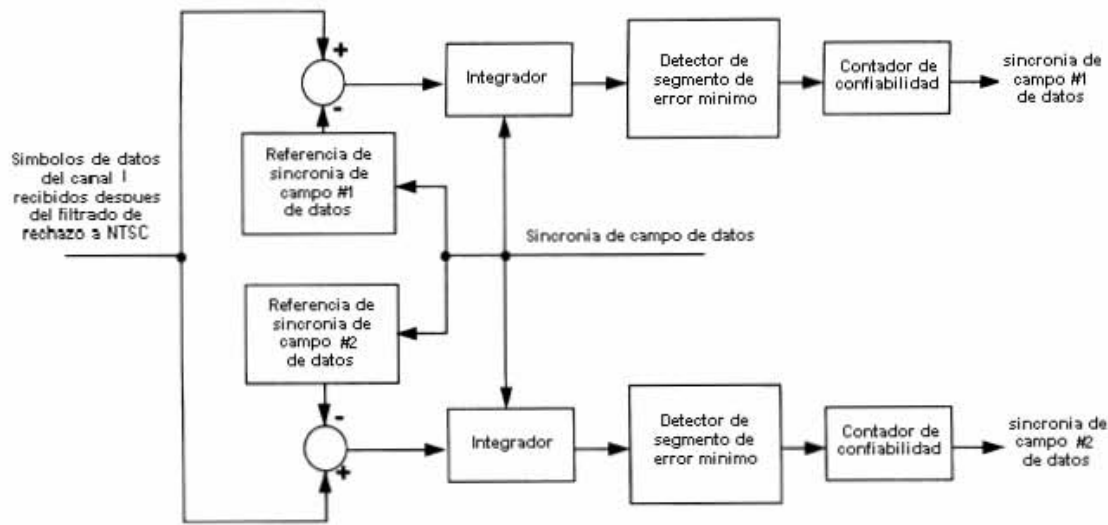 +
-
Integrador
Detector de
segmento de
error minimo
Contador de
confiabilidad
sincronia de
campo #1
de datos
Referencia de
sincronia de
campo #1
de datos
Simbolos de datos
del canal I
recibidos despues
del filtrado de
rechazo a NTSC
Sincronia de campo de datos
Referencia de
sincronia de
campo #2
de datos
-
+
Integrador
Detector de
segmento de
error minimo
Contador de
confiabilidad
sincronia de
campo #2
de datos